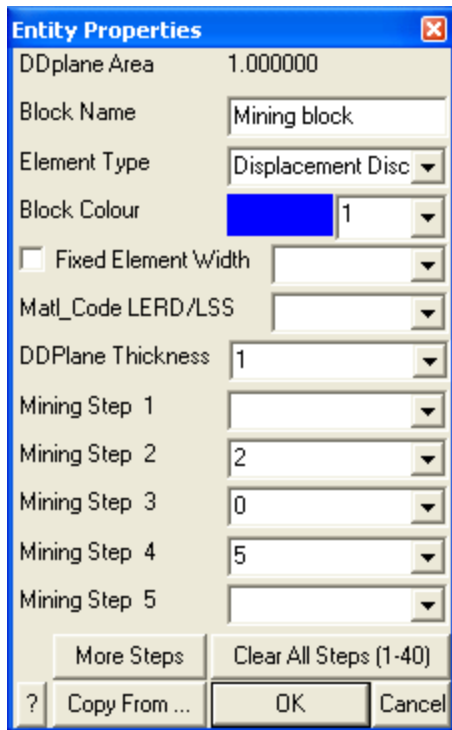 Entity Properties
DDplane Area 1.000000
Block Name Mining block
Element Type Displacement Disc
Block Colour 1
Fixed Element Width
Matl_Code LERD/LSS
DDPlane Thickness 1
Mining Step 1
Mining Step 2 2
Mining Step 3 0
Mining Step 4 5
Mining Step 5
More Steps Clear All Steps (1-40)
? Copy From ... OK Cancel